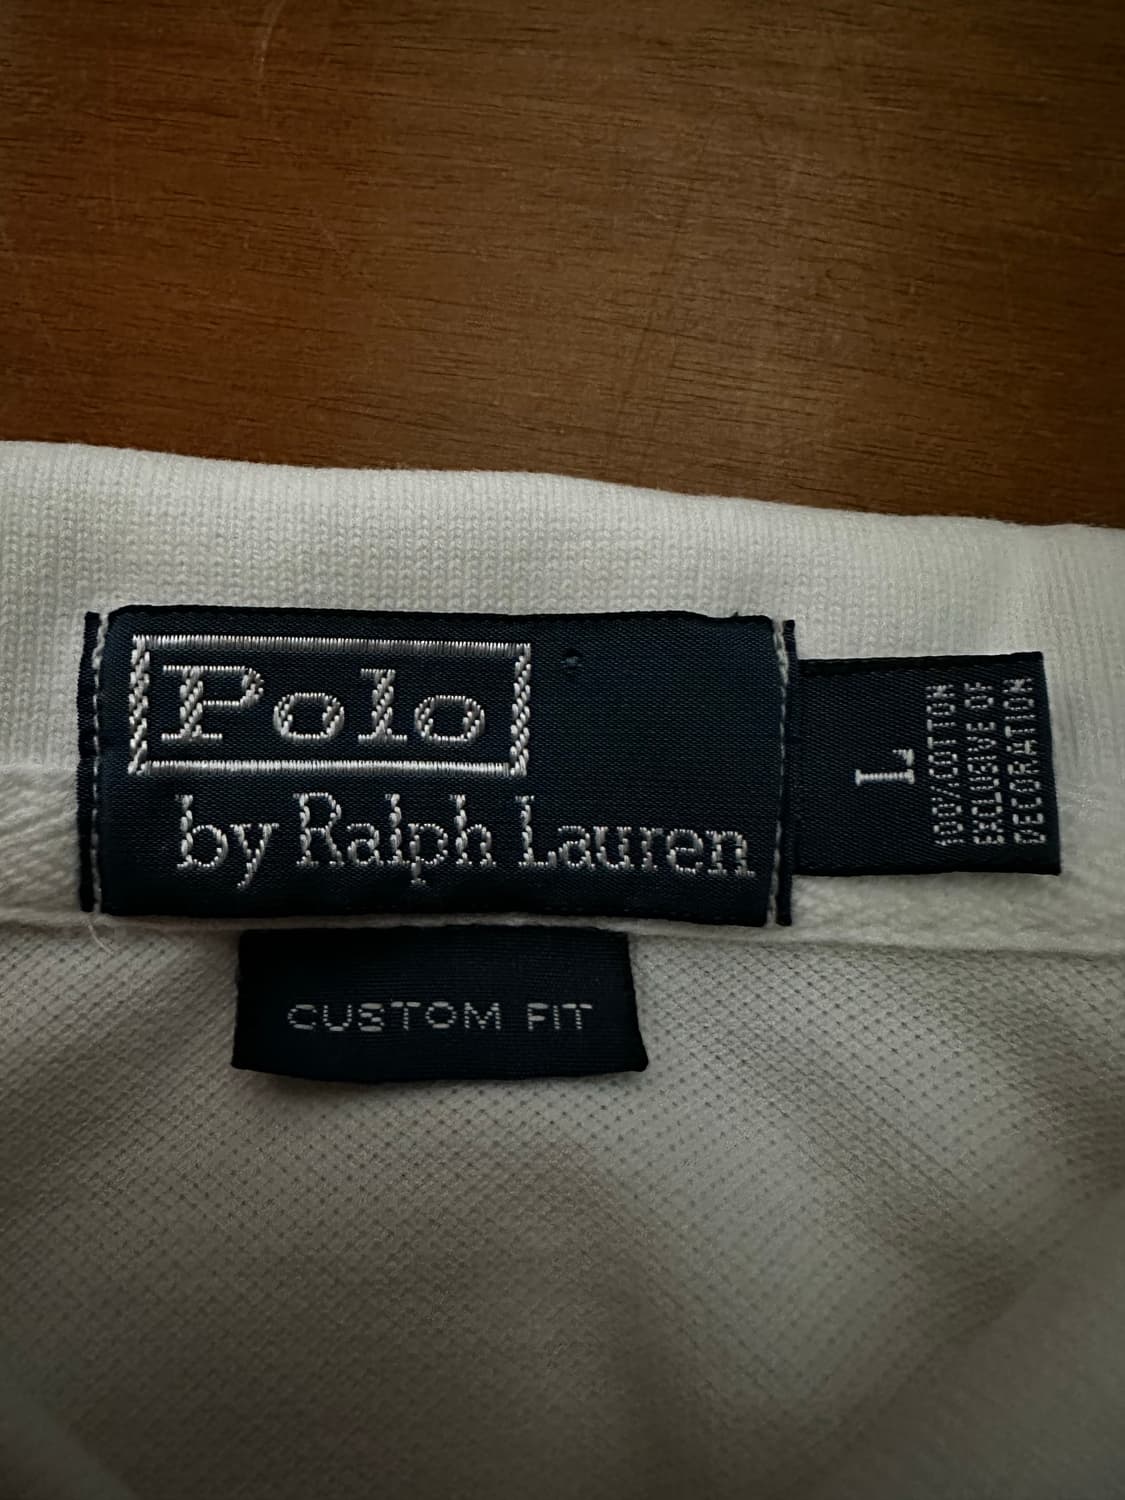 Polo
by Ralph Lauren
L
100% COTTON
EXCLUSIVE OF
DECORATION
CUSTOM FIT